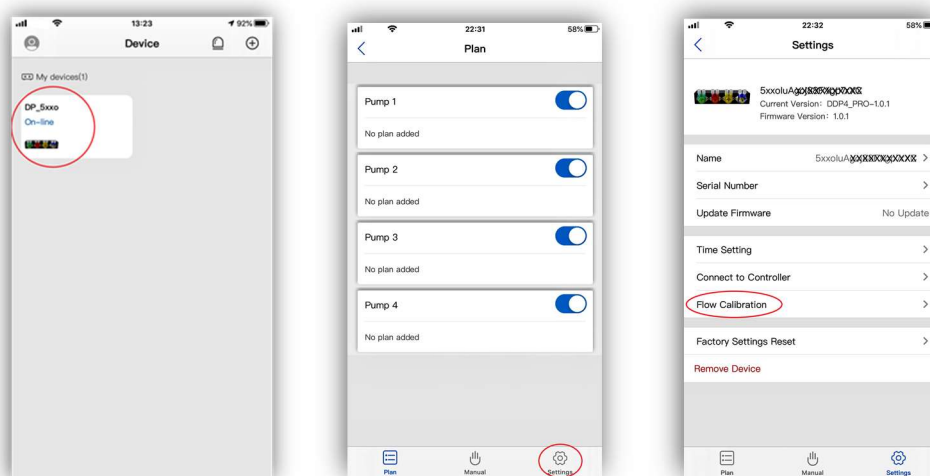 13:23
92%
Device
My devices(1)
DP_5xxo
On-line
22:31
58%
Plan
Pump 1
No plan added
Pump 2
No plan added
Pump 3
No plan added
Pump 4
No plan added
Plan
Manual
Settings
22:32
58%
Settings
Current Version: DDP4_PRO-1.0.1
Firmware Version: 1.0.1
Name
Serial Number
Update Firmware
No Update
Time Setting
Connect to Controller
Flow Calibration
Factory Settings Reset
Remove Device
Plan
Manual
Settings